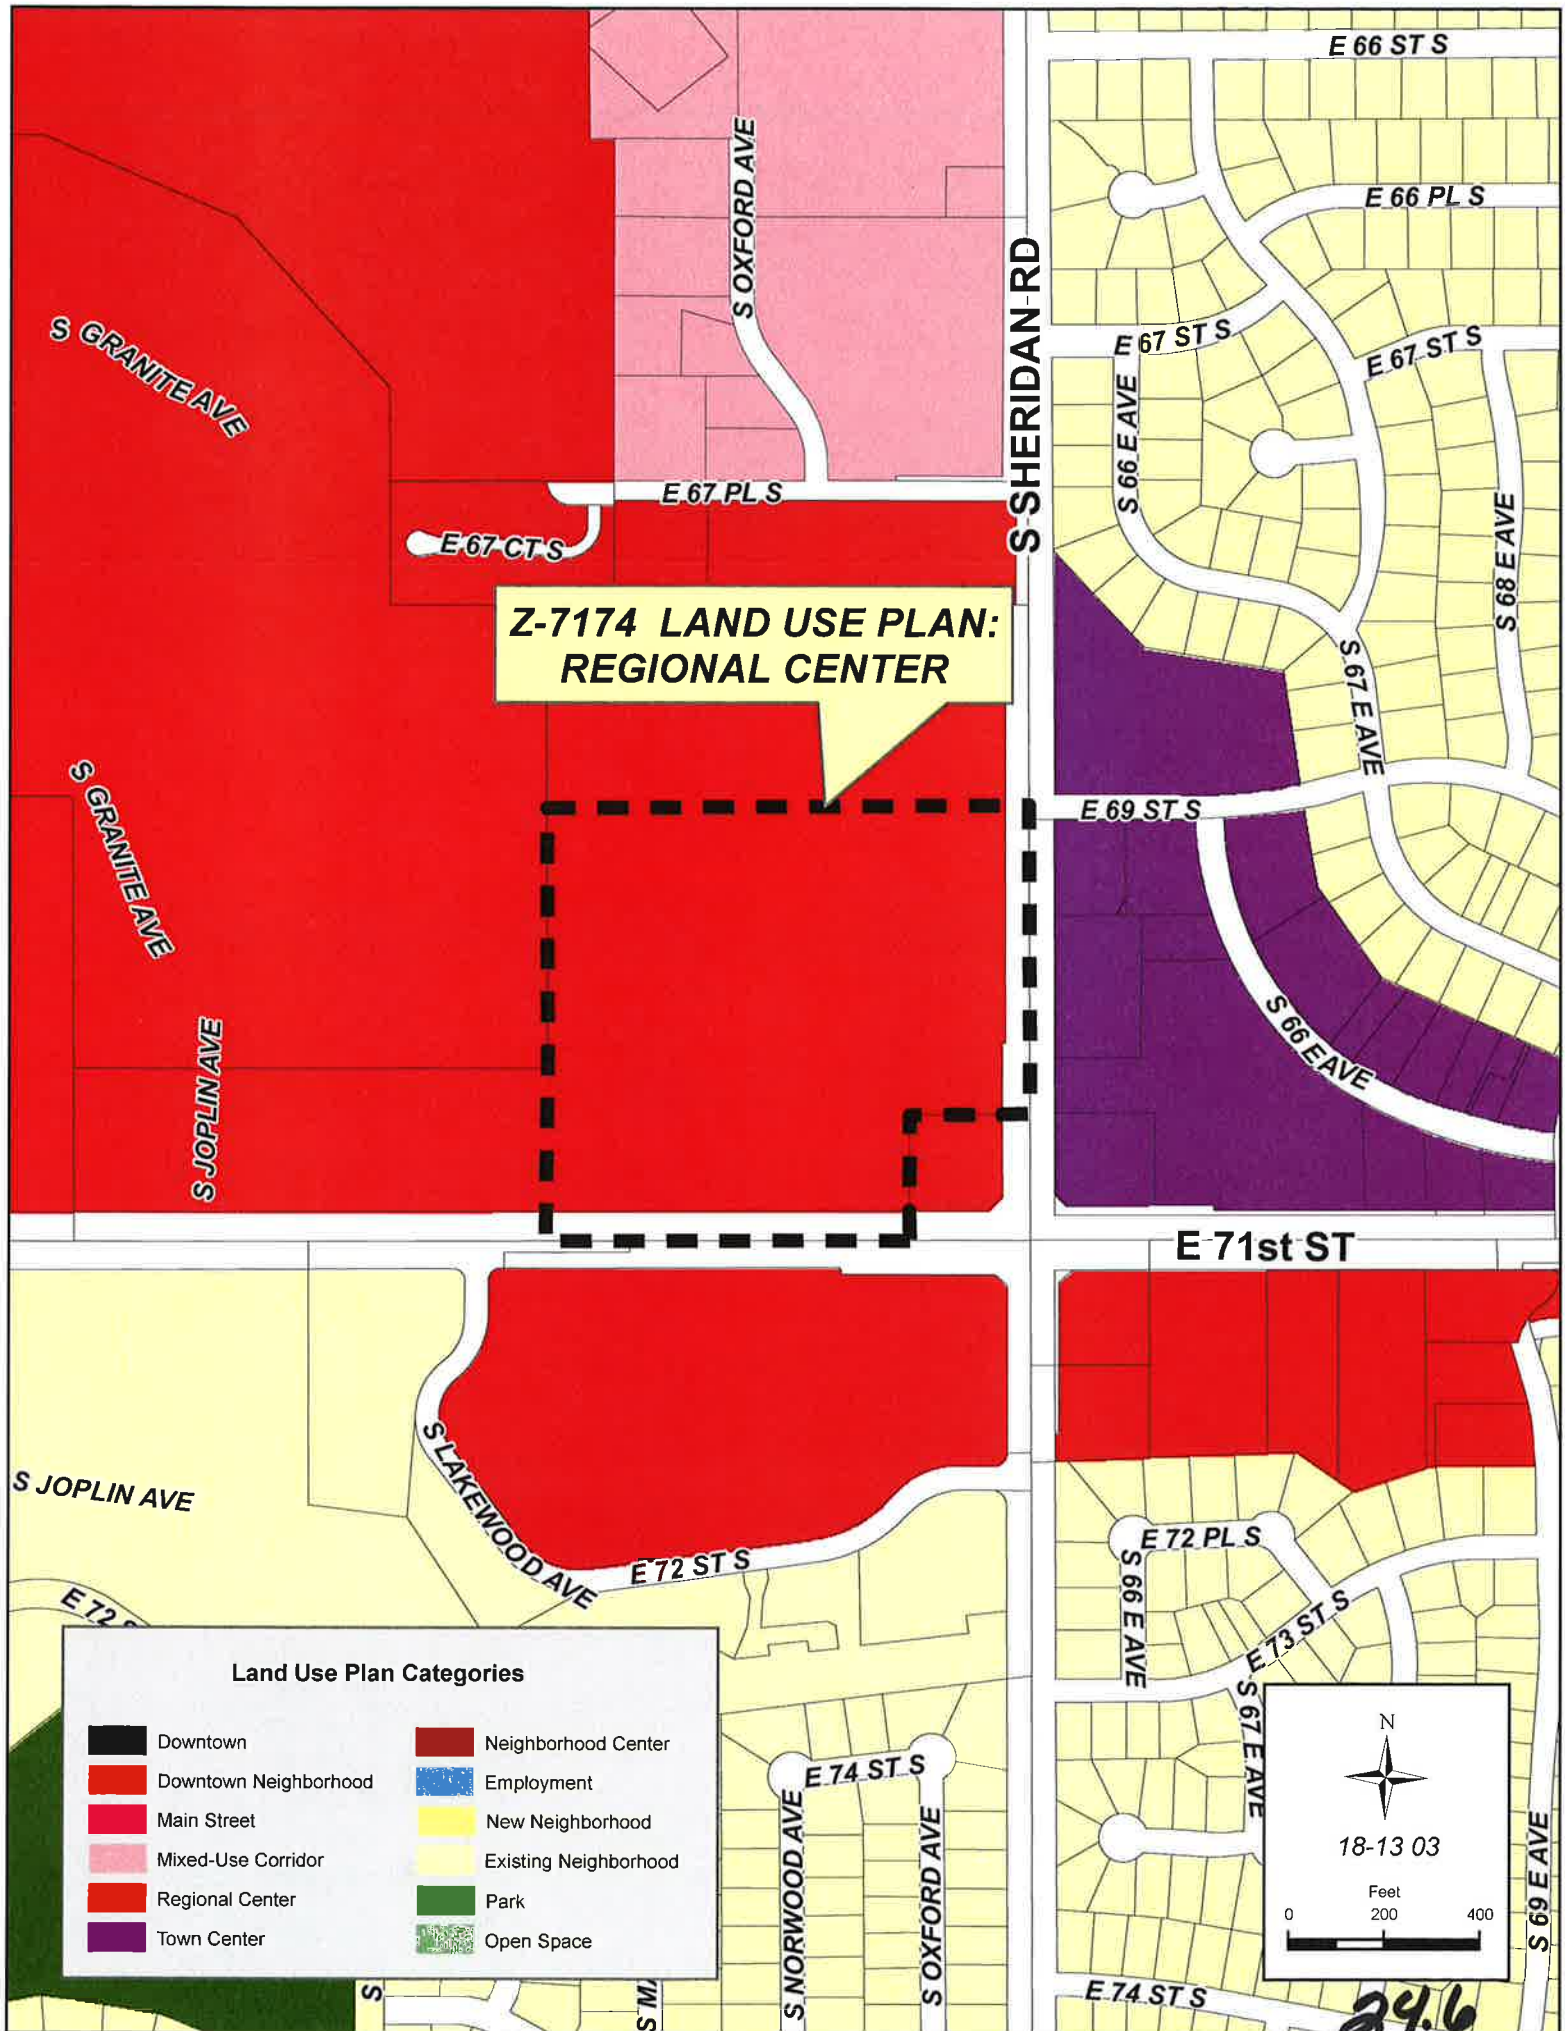 E 66 ST S
S OXFORD AVE
E 66 PL S
S SHERIDAN RD
S GRANITE AVE
E 67 ST S
E 67 ST S
S 66 E AVE
E 67 PL S
E 67 CT S
S 68 E AVE
Z-7174 LAND USE PLAN:
REGIONAL CENTER
S 67 E AVE
S GRANITE AVE
E 69 ST S
S 66 E AVE
S JOPLIN AVE
E 71st ST
S JOPLIN AVE
S LAKEWOOD AVE
E 72 ST S
E 72 PL S
S 66 E AVE
E 73 ST S
E 72 S
S 67 E AVE
Land Use Plan Categories
Downtown
Downtown Neighborhood
Main Street
Mixed-Use Corridor
Regional Center
Town Center
Neighborhood Center
Employment
New Neighborhood
Existing Neighborhood
Park
Open Space
E 74 ST S
S NORWOOD AVE
S OXFORD AVE
N
18-13 03
Feet
0 200 400
S 69 E AVE
S
S MA
E 74 ST S
24.6